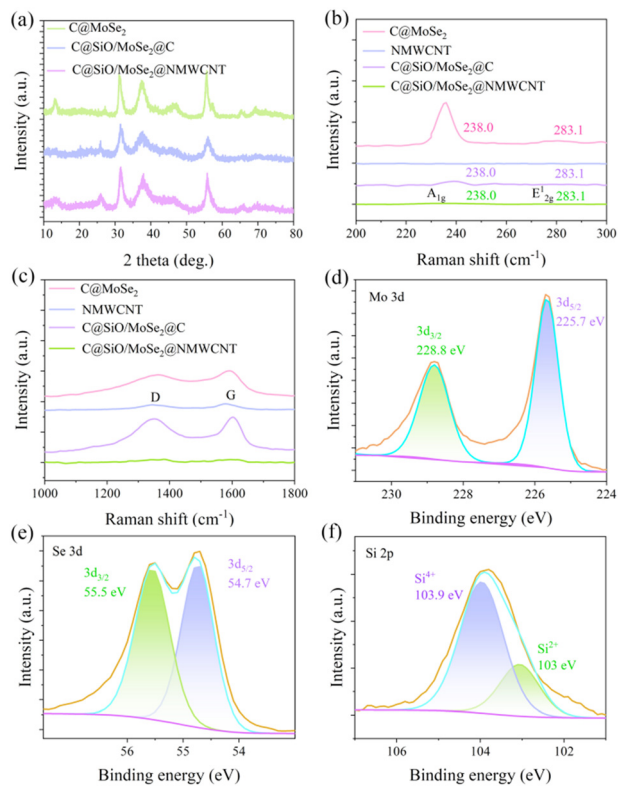 (a)
C@MoSe2
C@SiO/MoSe2@C
C@SiO/MoSe2@NMWCNT
Intensity (a.u.)
10 20 30 40 50 60 70 80
2 theta (deg.)
(b)
C@MoSe2
NMWCNT
C@SiO/MoSe2@C
C@SiO/MoSe2@NMWCNT
238.0 283.1
238.0 283.1
A1g E¹2g
238.0 283.1
Intensity (a.u.)
200 220 240 260 280 300
Raman shift (cm⁻¹)
(c)
C@MoSe2
NMWCNT
C@SiO/MoSe2@C
C@SiO/MoSe2@NMWCNT
D G
Intensity (a.u.)
1000 1200 1400 1600 1800
Raman shift (cm⁻¹)
(d)
Mo 3d
3d5/2
225.7 eV
3d3/2
228.8 eV
Intensity (a.u.)
230 228 226 224
Binding energy (eV)
(e)
Se 3d
3d3/2
55.5 eV
3d5/2
54.7 eV
Intensity (a.u.)
56 55 54
Binding energy (eV)
(f)
Si 2p
Si⁴⁺
103.9 eV
Si²⁺
103 eV
Intensity (a.u.)
106 104 102
Binding energy (eV)